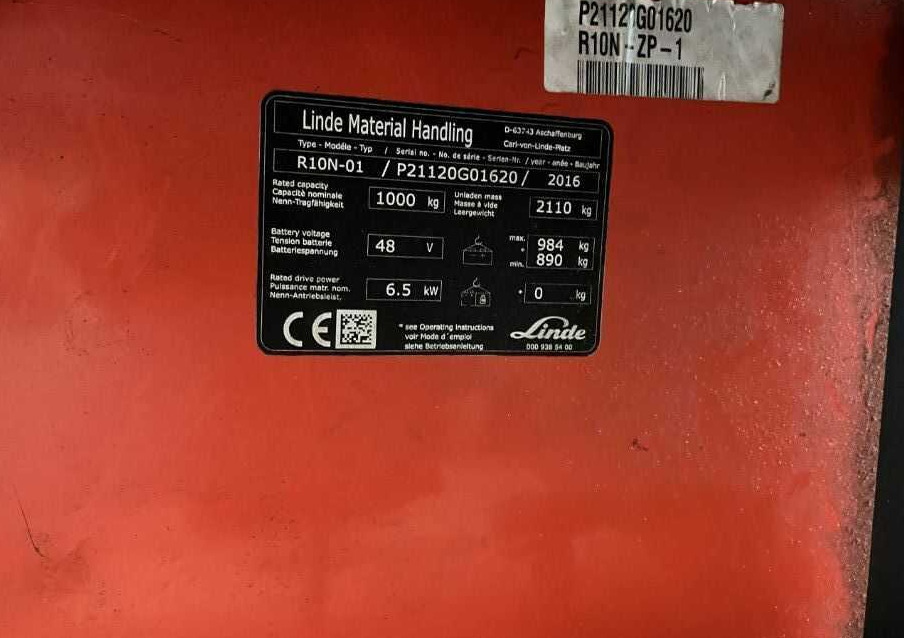 P21120G01620
R10N-ZP-1
Linde Material Handling
D-63743 Aschaffenburg
Carl-von-Linde-Platz
Type - Modéle - Typ / Serial no. - No. de série - Serien-Nr. / year - année - Baujahr
R10N-01 / P21120G01620 / 2016
Rated capacity
Capacité nominale
Nenn-Tragfähigkeit
1000 kg
Unladen mass
Masse à vide
Leergewicht
2110 kg
Battery voltage
Tension batterie
Batteriespannung
48 V
max. 984 kg
*
min. 890 kg
Rated drive power
Puissance matr. nom.
Nenn-Antriebsleist.
6.5 kW
* 0 kg
CE
* see Operating Instructions
voir Mode d'emploi
siehe Betriebsanleitung
Linde
000 938 54 00